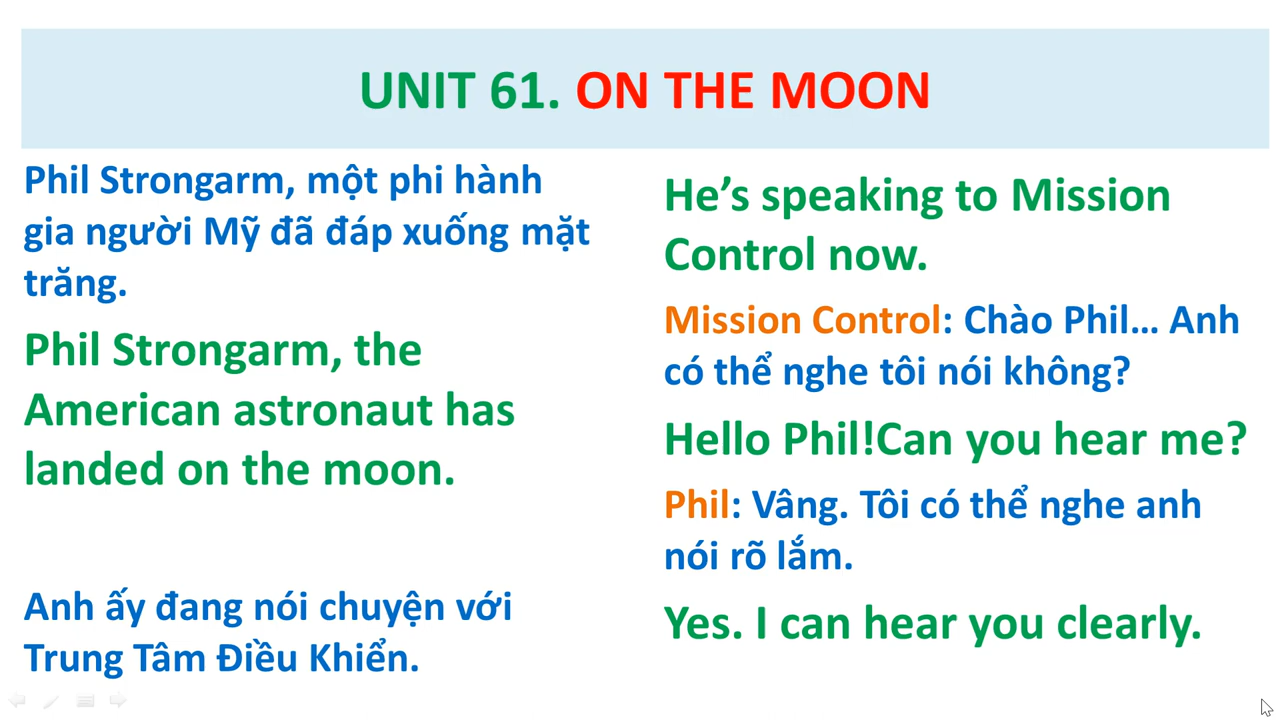 UNIT 61. ON THE MOON
Phil Strongarm, một phi hành
gia người Mỹ đã đáp xuống mặt
trăng.
Phil Strongarm, the
American astronaut has
landed on the moon.
Anh ấy đang nói chuyện với
Trung Tâm Điều Khiển.
He’s speaking to Mission
Control now.
Mission Control: Chào Phil... Anh
có thể nghe tôi nói không?
Hello Phil!Can you hear me?
Phil: Vâng. Tôi có thể nghe anh
nói rõ lắm.
Yes. I can hear you clearly.